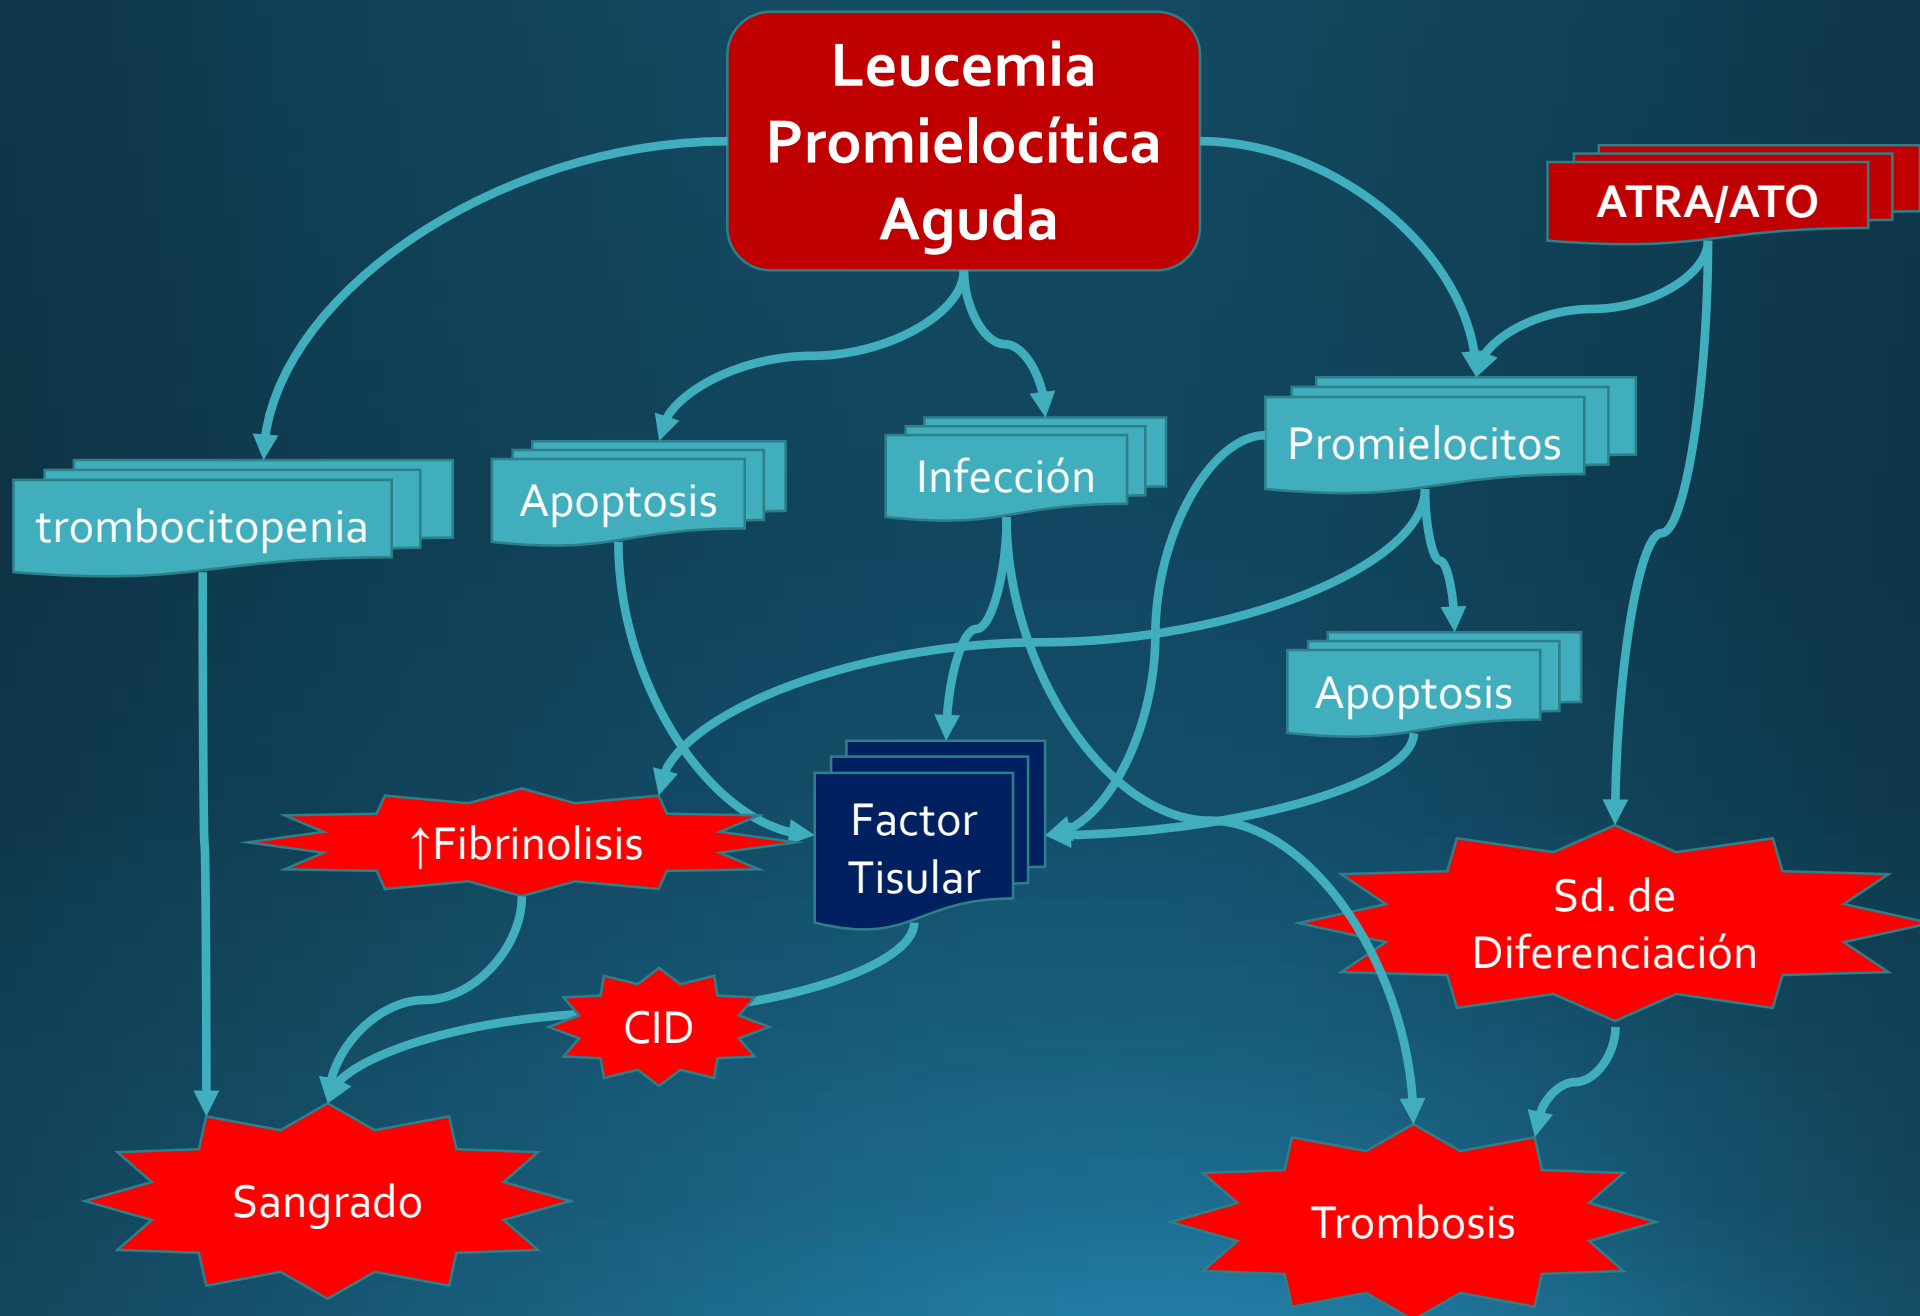 Leucemia
Promielocítica
Aguda
ATRA/ATO
trombocitopenia
Apoptosis
Infección
Promielocitos
Apoptosis
↑Fibrinolisis
Factor
Tisular
Sd. de
Diferenciación
CID
Sangrado
Trombosis